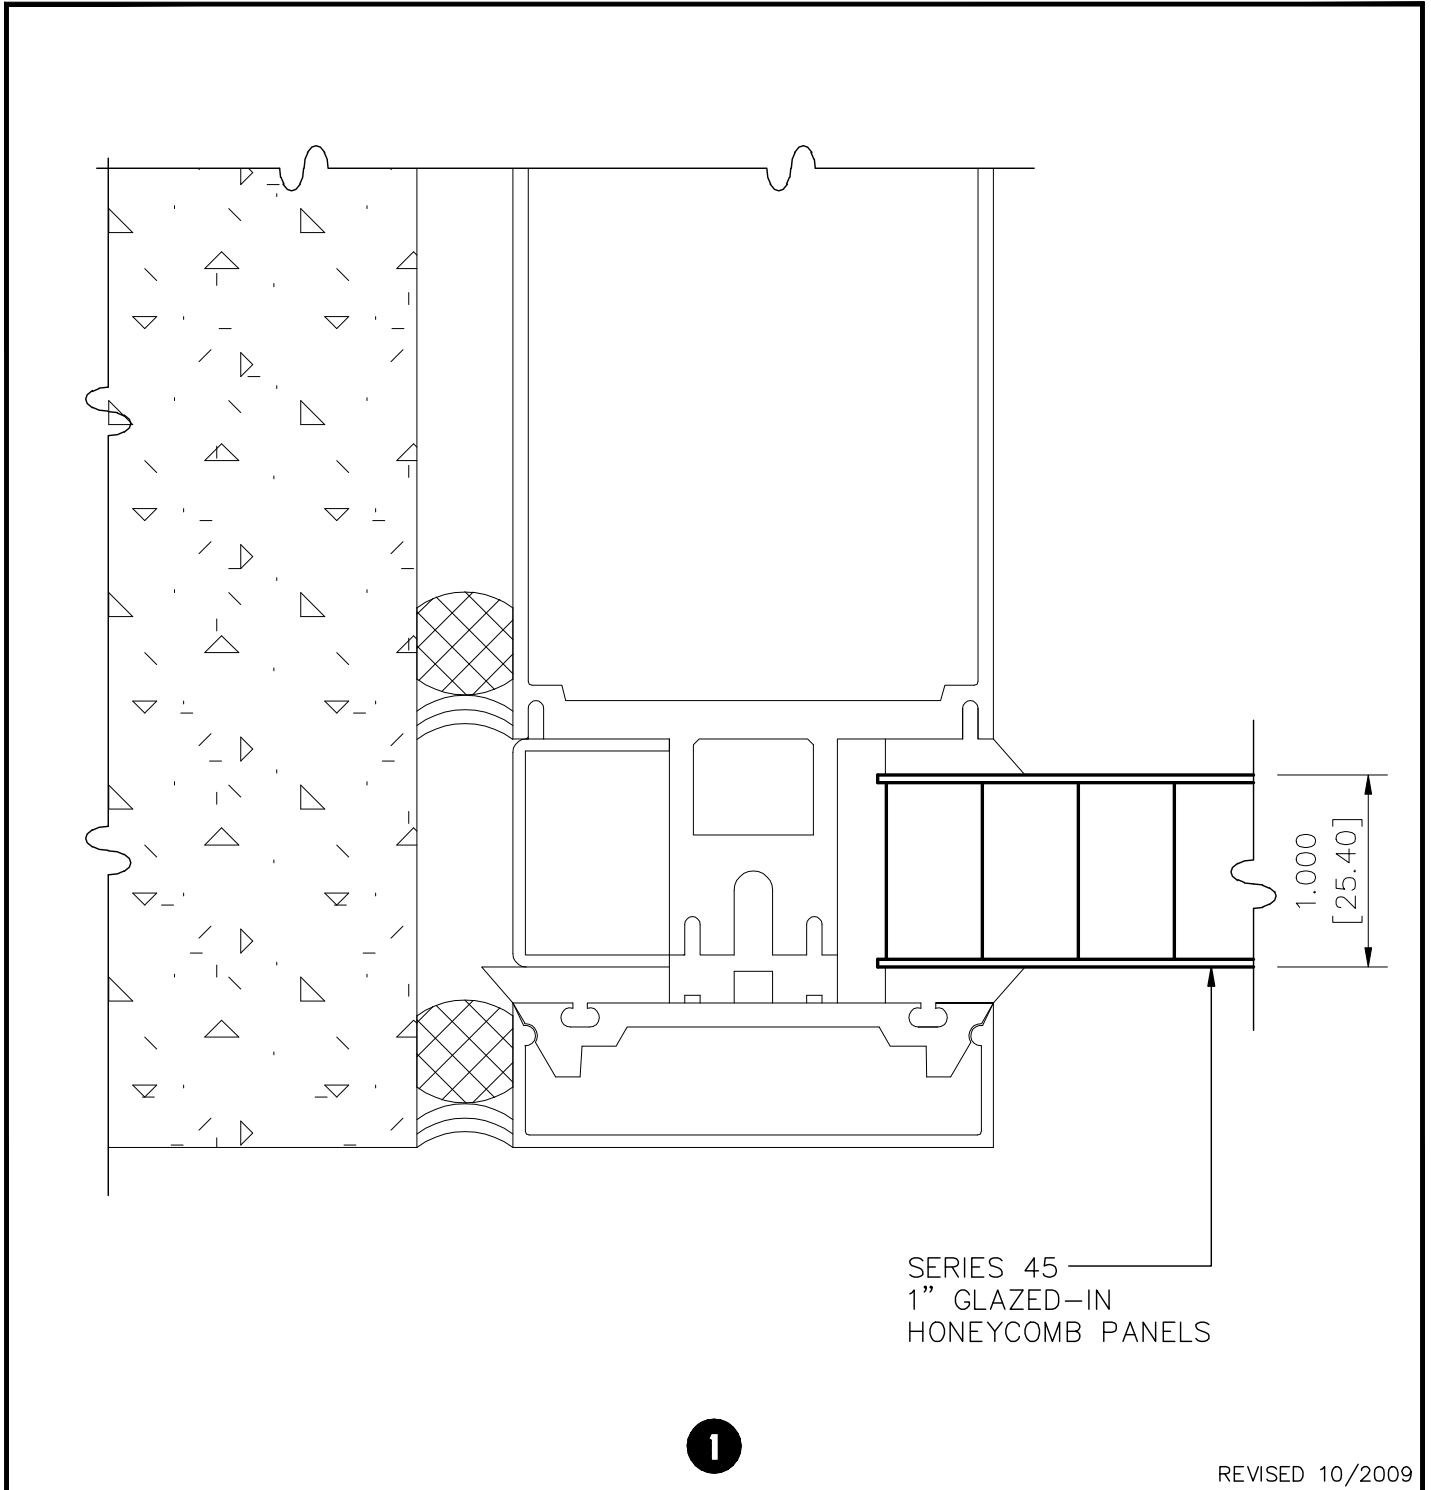 1.000
[25.40]
SERIES 45
1” GLAZED-IN
HONEYCOMB PANELS
1
REVISED 10/2009